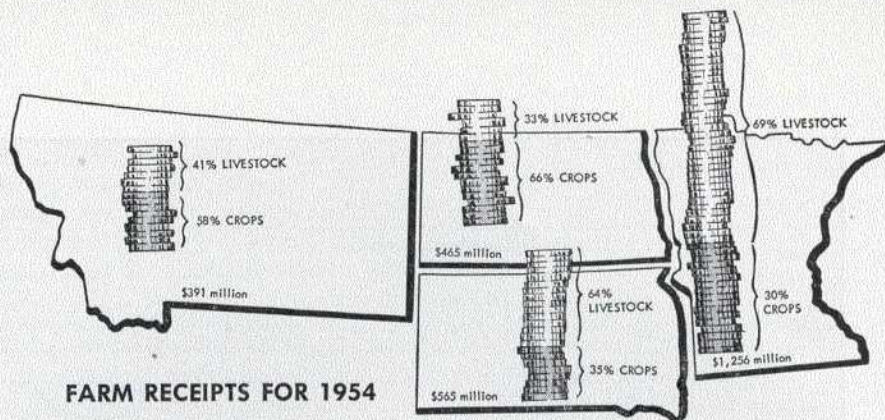 41% LIVESTOCK
58% CROPS
$391 million
33% LIVESTOCK
66% CROPS
$465 million
64%
LIVESTOCK
35% CROPS
$565 million
69% LIVESTOCK
30%
CROPS
$1,256 million
FARM RECEIPTS FOR 1954